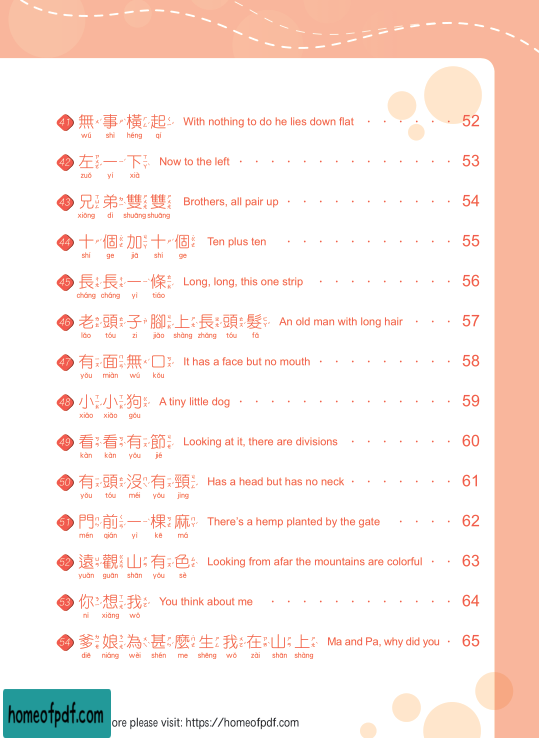 41 無事橫起 With nothing to do he lies down flat · · · · · · 52
wú shì héng qǐ
42 左一下 Now to the left · · · · · · · · · · · · · 53
zuǒ yí xià
43 兄弟雙雙 Brothers, all pair up · · · · · · · · · · 54
xiōng dì shuāng shuāng
44 十個加十個 Ten plus ten · · · · · · · · · · 55
shí ge jiā shí ge
45 長長一條 Long, long, this one strip · · · · · · · · · 56
cháng cháng yì tiáo
46 老頭子腳上長頭髮 An old man with long hair · · · 57
lǎo tóu zi jiǎo shàng zhǎng tóu fǎ
47 有面無口 It has a face but no mouth · · · · · · · · 58
yǒu miàn wú kǒu
48 小小狗 A tiny little dog · · · · · · · · · · · · · 59
xiǎo xiǎo gǒu
49 看看有節 Looking at it, there are divisions · · · · · · · 60
kàn kàn yǒu jié
50 有頭沒有頸 Has a head but has no neck · · · · · · 61
yǒu tóu méi yǒu jǐng
51 門前一棵麻 There's a hemp planted by the gate · · · · 62
mén qián yì kē má
52 遠觀山有色 Looking from afar the mountains are colorful · · 63
yuǎn guān shān yǒu sè
53 你想我 You think about me · · · · · · · · · · · 64
nǐ xiǎng wǒ
54 爹娘為甚麼生我在山上 Ma and Pa, why did you · 65
diē niáng wèi shén me shēng wǒ zài shān shàng
homeofpdf.com ore please visit: https://homeofpdf.com